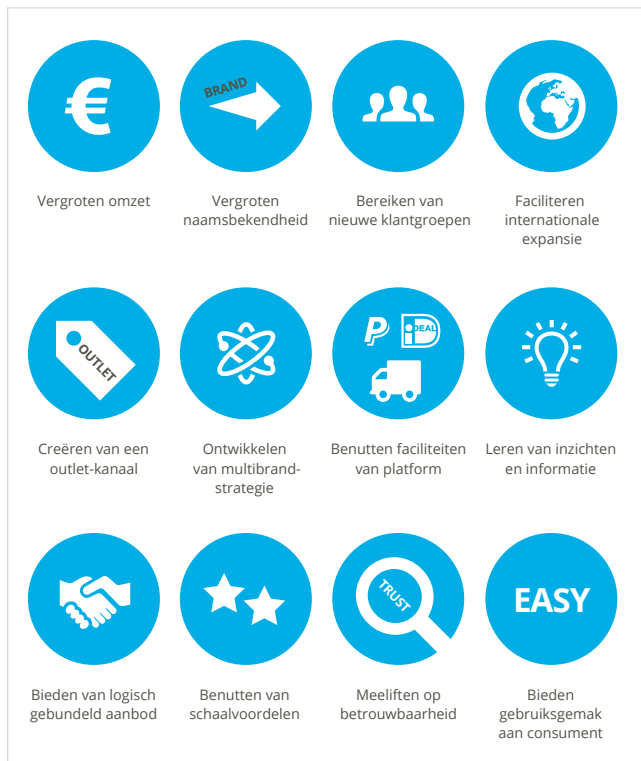 €
BRAND
Vergroten omzet
Vergroten
naamsbekendheid
Bereiken van
nieuwe klantgroepen
Faciliteren
internationale
expansie
OUTLET
P
iDEAL
Creëren van een
outlet-kanaal
Ontwikkelen
van multibrand-
strategie
Benutten faciliteiten
van platform
Leren van inzichten
en informatie
TRUST
EASY
Bieden van logisch
gebundeld aanbod
Benutten van
schaalvoordelen
Meeliften op
betrouwbaarheid
Bieden
gebruiksgemak
aan consument